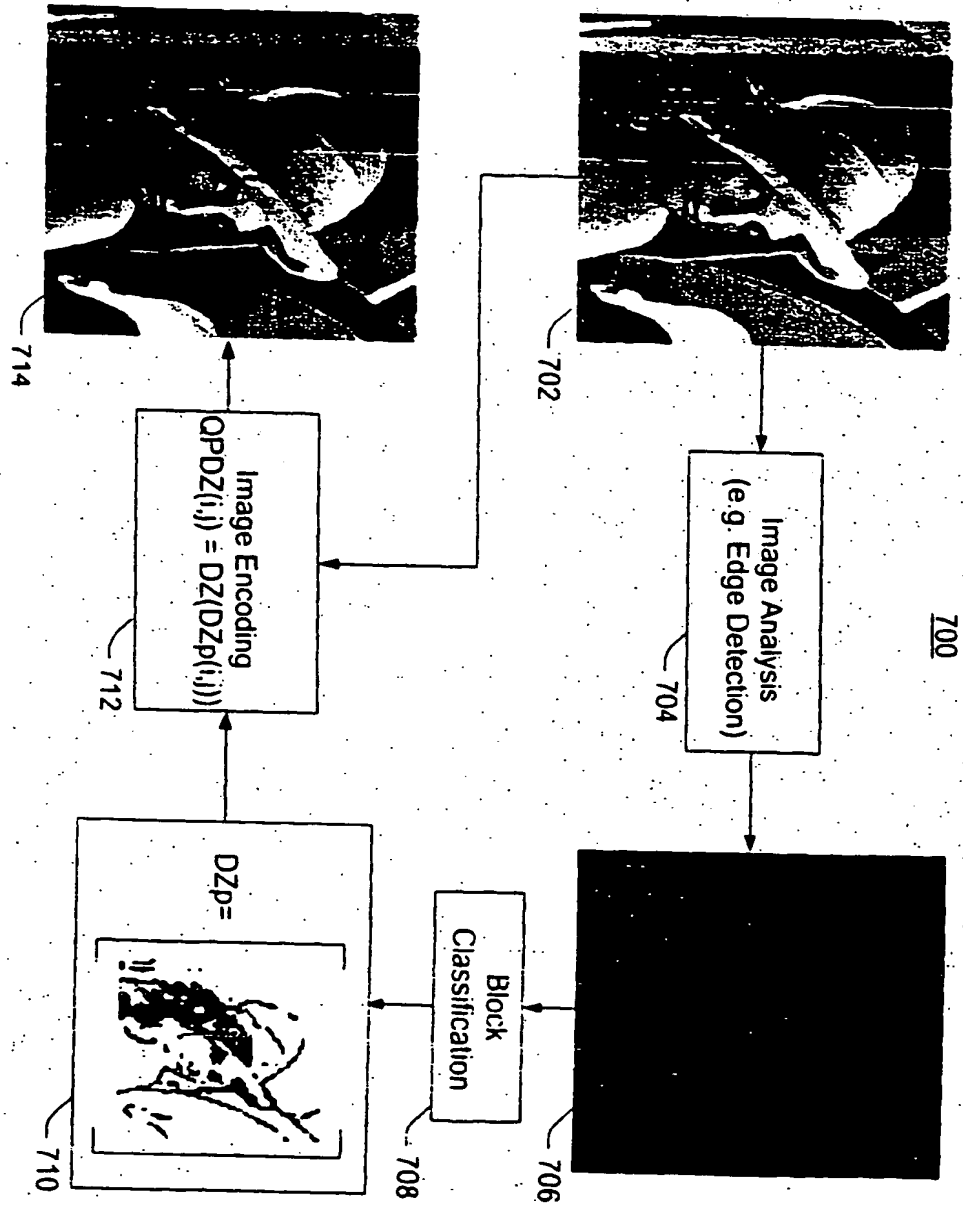 700
702
Image Analysis
(e.g. Edge Detection)
704
706
Block
Classification
708
DZp=
710
Image Encoding
QPDZ(i,j) = DZ(DZp(i,j)))
712
714